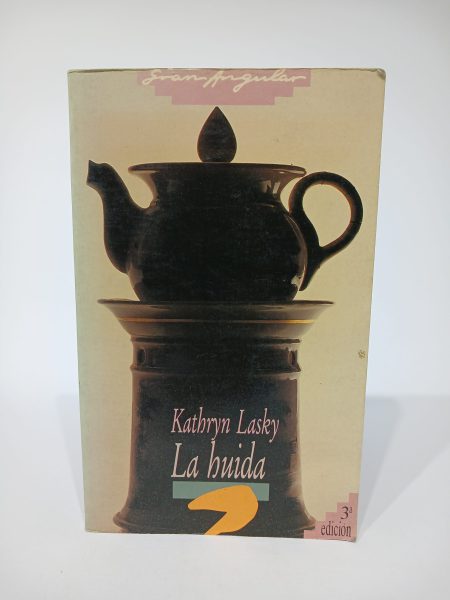 Gran Angular
Kathryn Lasky
La huida
3ª
edición